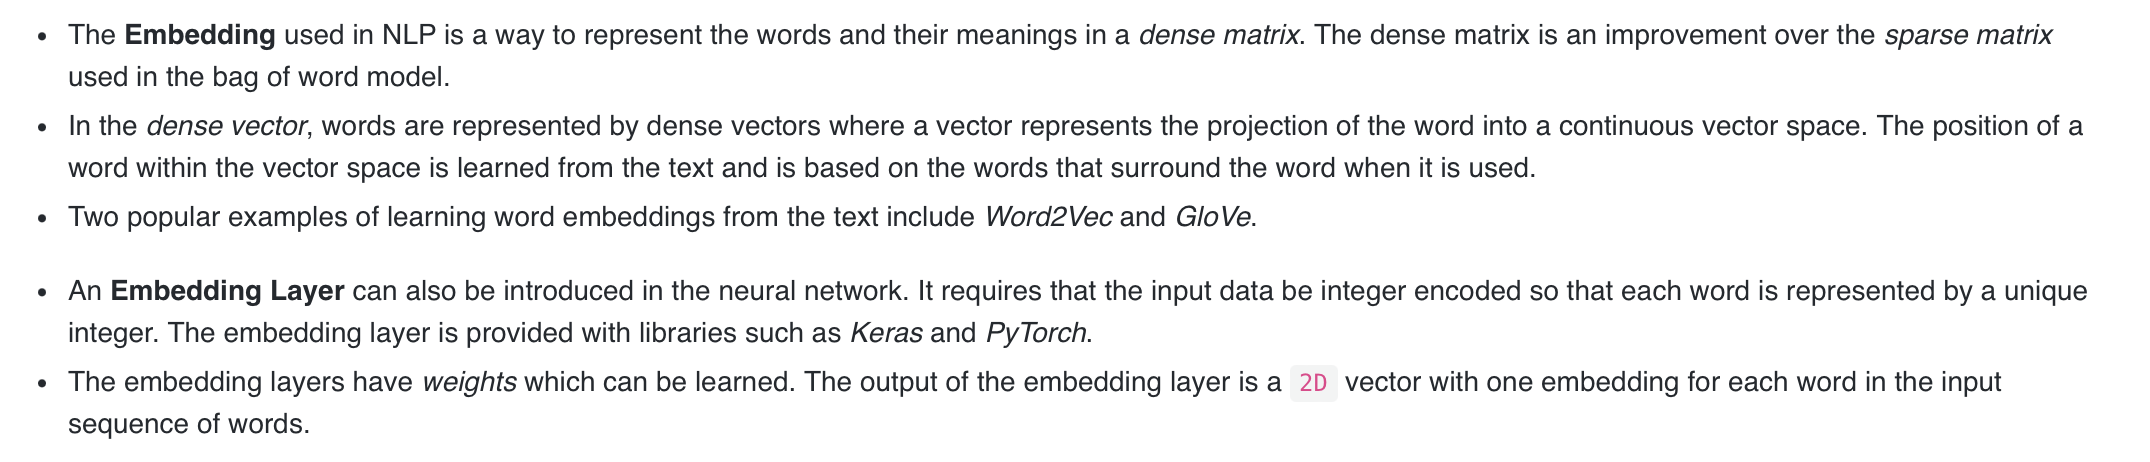 The Embedding used in NLP is a way to represent the words and their meanings in a dense matrix. The dense matrix is an improvement over the sparse matrix
used in the bag of word model.
In the dense vector, words are represented by dense vectors where a vector represents the projection of the word into a continuous vector space. The position of a
word within the vector space is learned from the text and is based on the words that surround the word when it is used.
Two popular examples of learning word embeddings from the text include Word2Vec and GloVe.
An Embedding Layer can also be introduced in the neural network. It requires that the input data be integer encoded so that each word is represented by a unique
integer. The embedding layer is provided with libraries such as Keras and PyTorch.
The embedding layers have weights which can be learned. The output of the embedding layer is a 2D vector with one embedding for each word in the input
sequence of words.